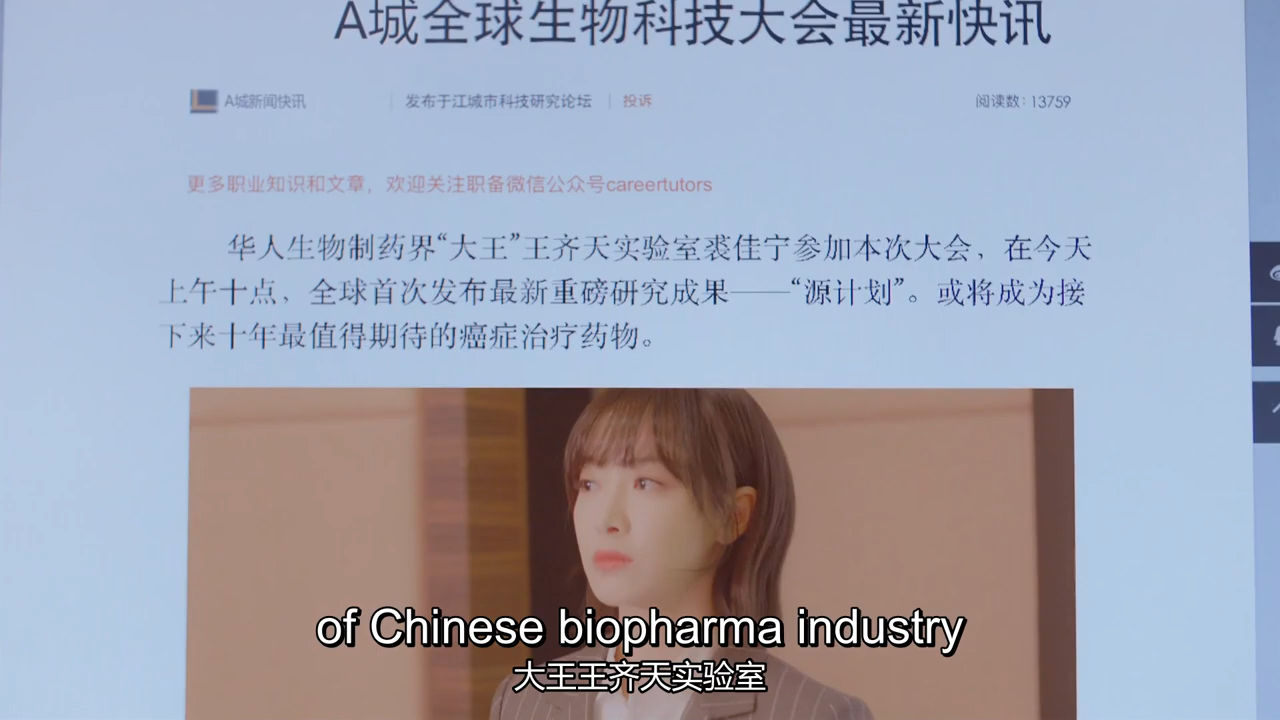 A城全球生物科技大会最新快讯
A城新闻快讯 | 发布于江城市科技研究论坛 | 投诉 阅读数: 13759
更多职业知识和文章，欢迎关注职备微信公众号careertutors
华人生物制药界“大王”王齐天实验室裘佳宁参加本次大会，在今天
上午十点，全球首次发布最新重磅研究成果——“源计划”。或将成为接
下来十年最值得期待的癌症治疗药物。
of Chinese biopharma industry
大王王齐天实验室